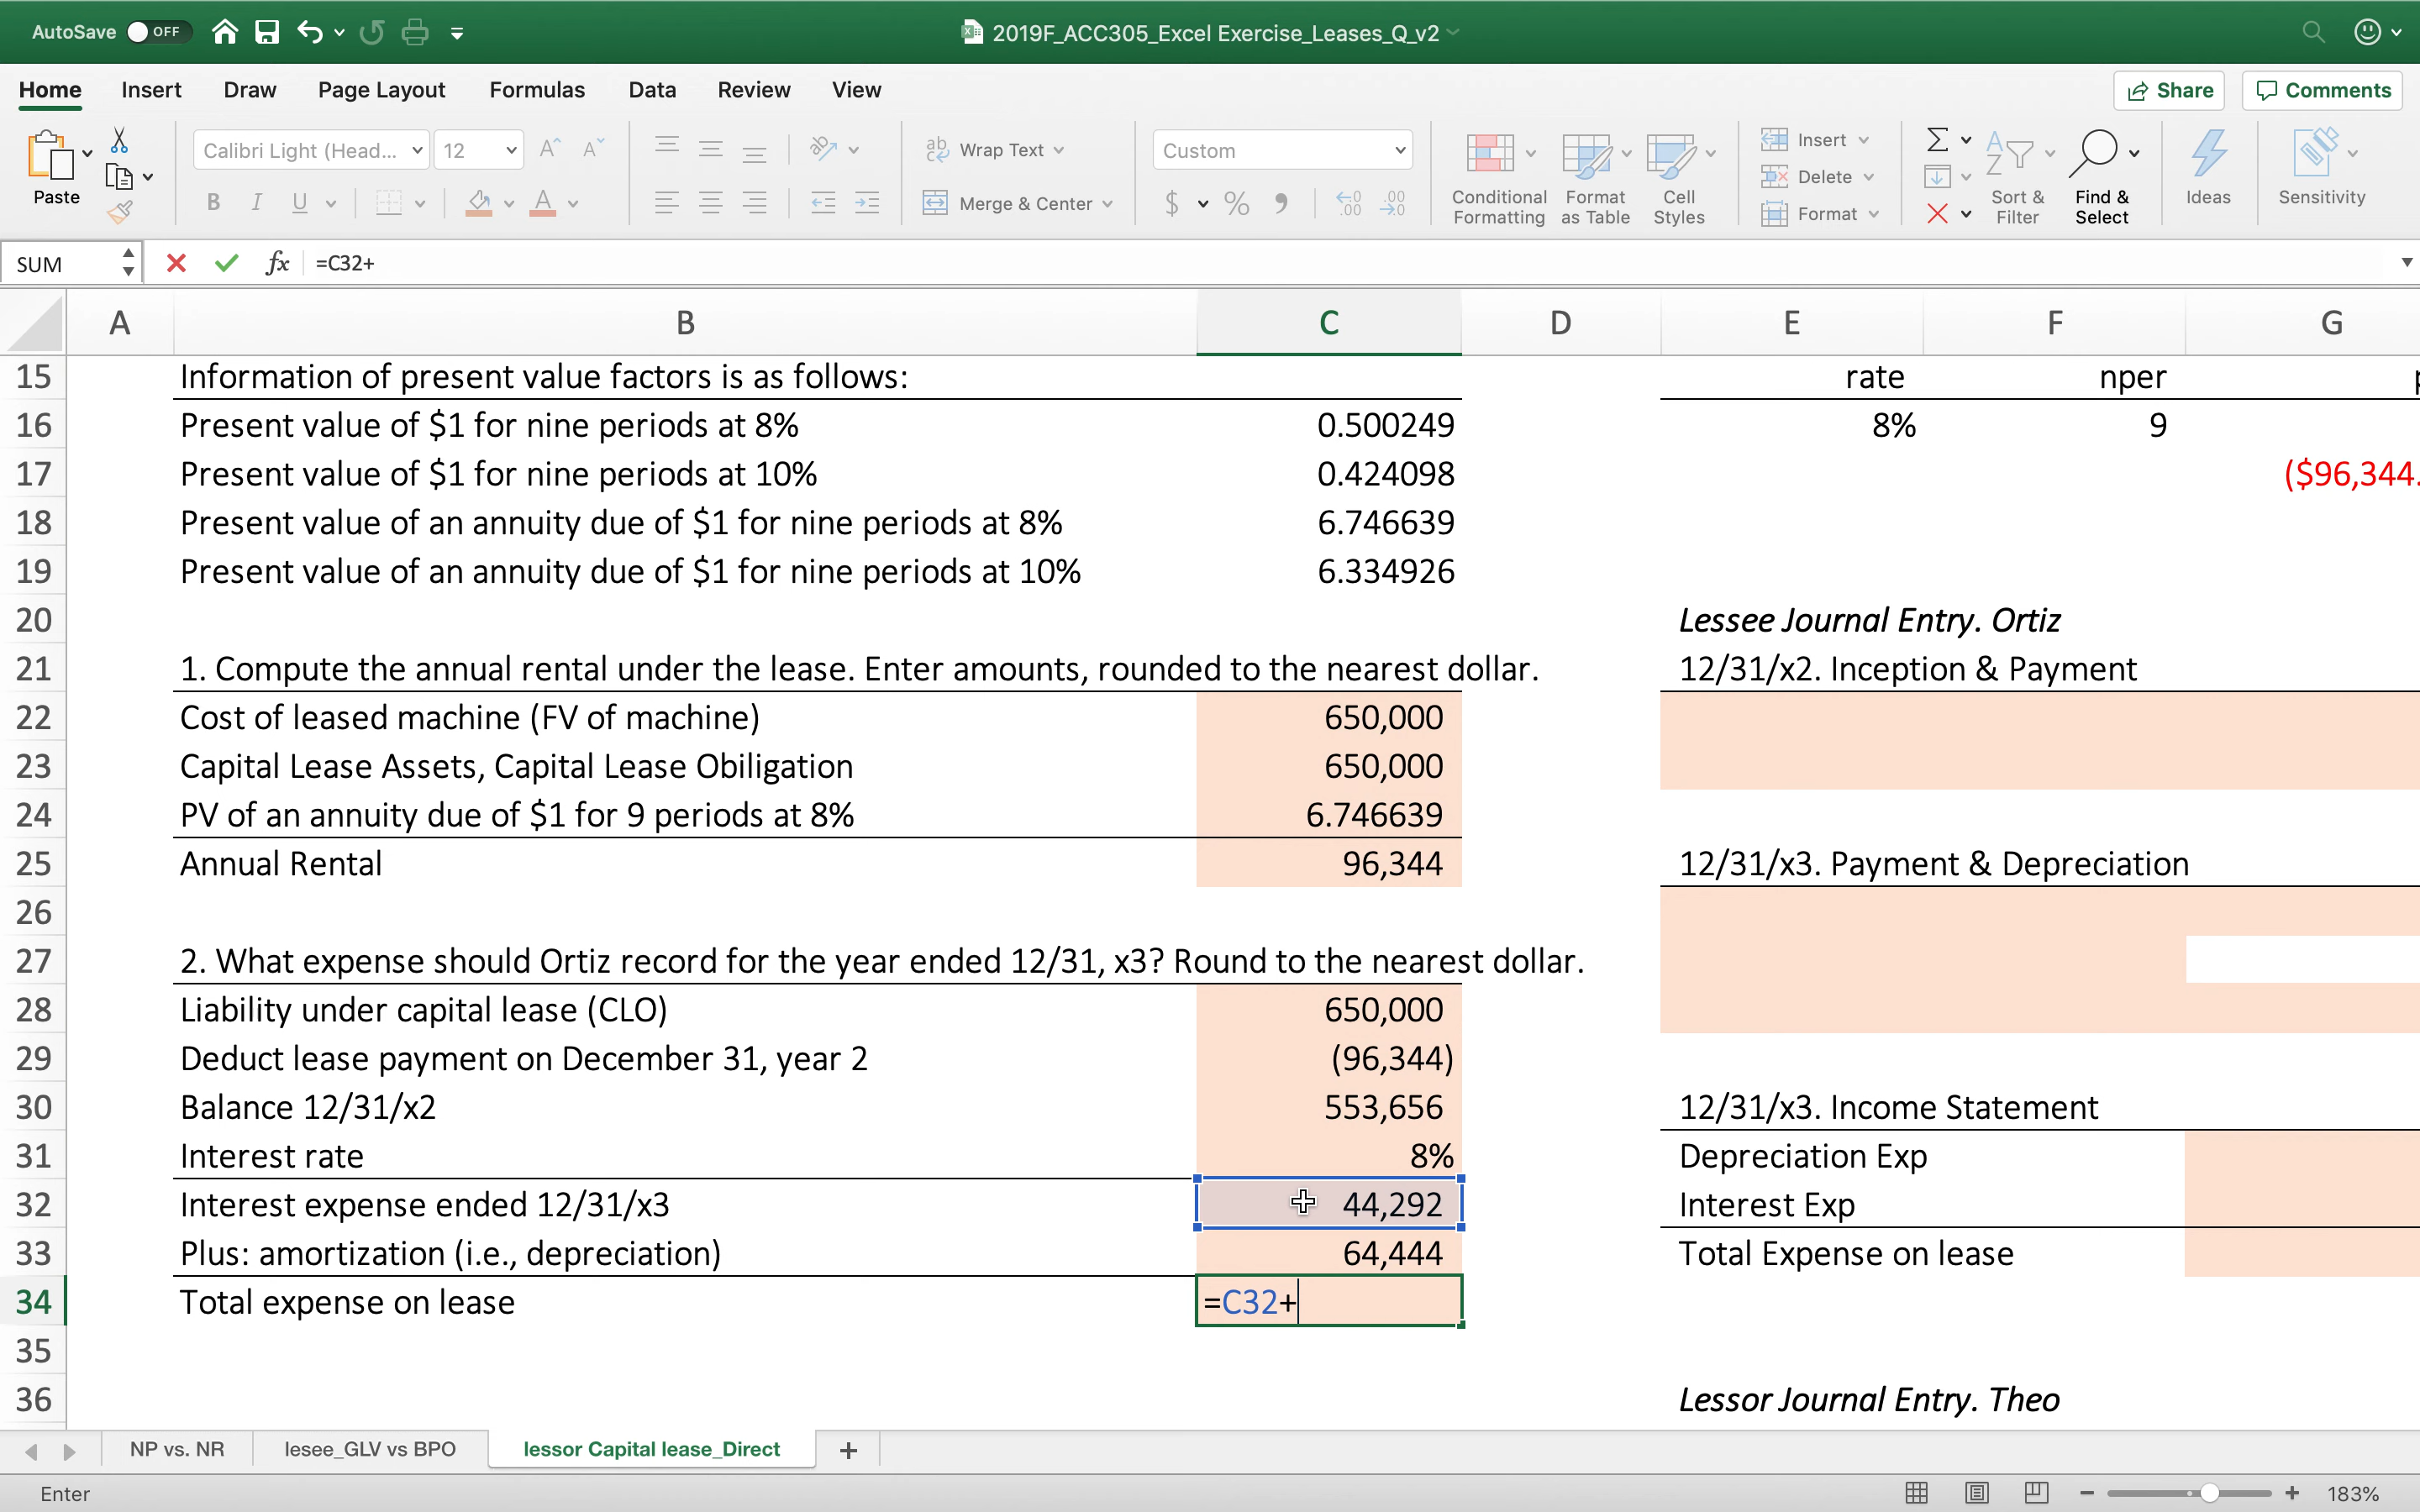 AutoSave OFF 2019F_ACC305_Excel Exercise_Leases_Q_v2
Home Insert Draw Page Layout Formulas Data Review View Share Comments
Paste Calibri Light (Head... 12 B I U A Wrap Text Merge & Center Custom $ % Conditional Formatting Format as Table Cell Styles Insert Delete Format Sort & Filter Find & Select Ideas Sensitivity
SUM fx =C32+
A B C D E F G
15 Information of present value factors is as follows: rate nper
16 Present value of $1 for nine periods at 8% 0.500249 8% 9
17 Present value of $1 for nine periods at 10% 0.424098 ($96,344.
18 Present value of an annuity due of $1 for nine periods at 8% 6.746639
19 Present value of an annuity due of $1 for nine periods at 10% 6.334926
20 Lessee Journal Entry. Ortiz
21 1. Compute the annual rental under the lease. Enter amounts, rounded to the nearest dollar. 12/31/x2. Inception & Payment
22 Cost of leased machine (FV of machine) 650,000
23 Capital Lease Assets, Capital Lease Obiligation 650,000
24 PV of an annuity due of $1 for 9 periods at 8% 6.746639
25 Annual Rental 96,344 12/31/x3. Payment & Depreciation
26
27 2. What expense should Ortiz record for the year ended 12/31, x3? Round to the nearest dollar.
28 Liability under capital lease (CLO) 650,000
29 Deduct lease payment on December 31, year 2 (96,344)
30 Balance 12/31/x2 553,656 12/31/x3. Income Statement
31 Interest rate 8% Depreciation Exp
32 Interest expense ended 12/31/x3 44,292 Interest Exp
33 Plus: amortization (i.e., depreciation) 64,444 Total Expense on lease
34 Total expense on lease =C32+
35
36 Lessor Journal Entry. Theo
NP vs. NR lesee_GLV vs BPO lessor Capital lease_Direct +
Enter 183%